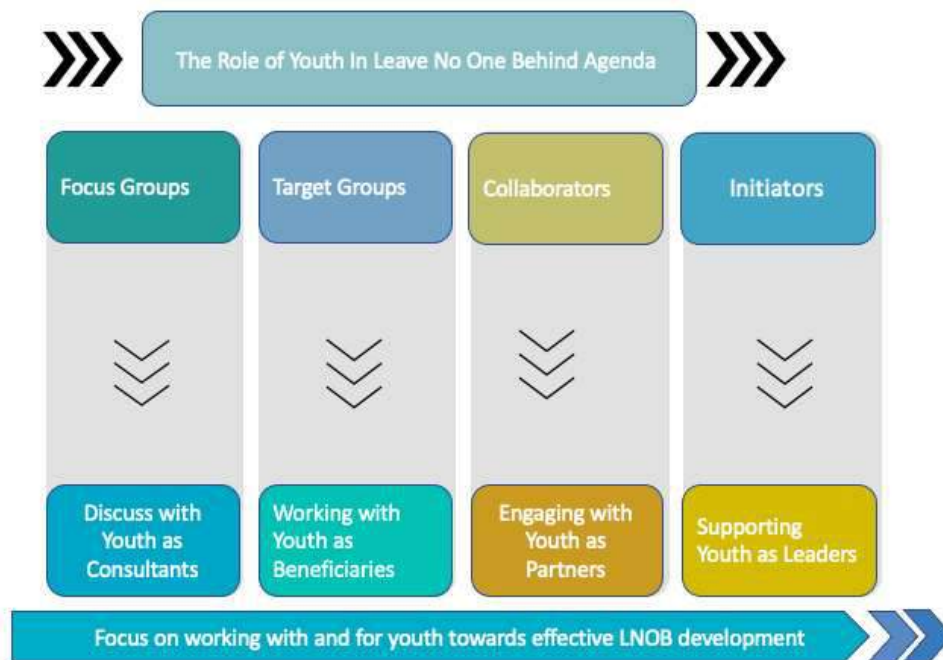 The Role of Youth In Leave No One Behind Agenda
Focus Groups
Target Groups
Collaborators
Initiators
Discuss with
Youth as
Consultants
Working with
Youth as
Beneficiaries
Engaging with
Youth as
Partners
Supporting
Youth as Leaders
Focus on working with and for youth towards effective LNOB development